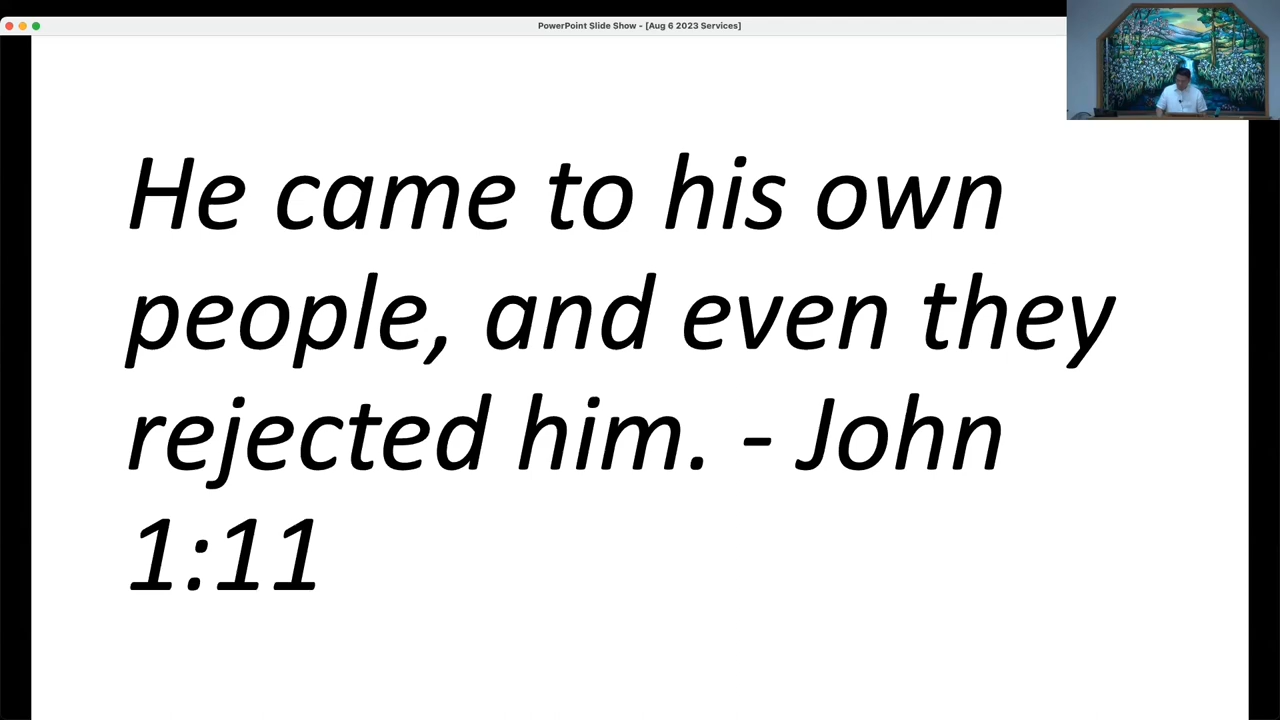 PowerPoint Slide Show - [Aug 6 2023 Services]
He came to his own
people, and even they
rejected him. - John
1:11